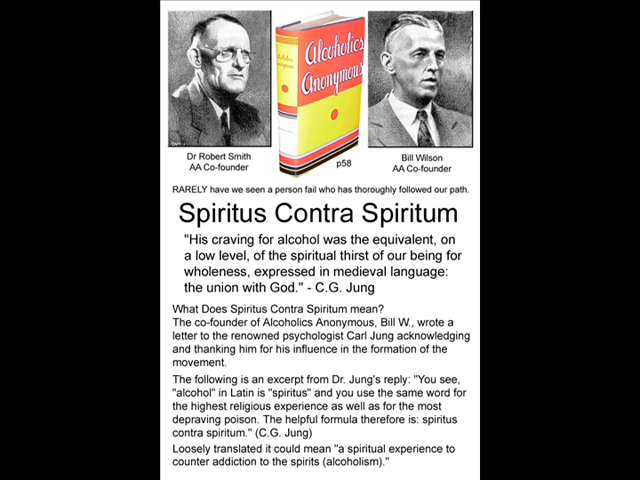 Alcoholics
Anonymous
Alcoholics
Anonymous
Dr Robert Smith
AA Co-founder
p58
Bill Wilson
AA Co-founder
RARELY have we seen a person fail who has thoroughly followed our path.
Spiritus Contra Spiritum
"His craving for alcohol was the equivalent, on
a low level, of the spiritual thirst of our being for
wholeness, expressed in medieval language:
the union with God." - C.G. Jung
What Does Spiritus Contra Spiritum mean?
The co-founder of Alcoholics Anonymous, Bill W., wrote a
letter to the renowned psychologist Carl Jung acknowledging
and thanking him for his influence in the formation of the
movement.
The following is an excerpt from Dr. Jung's reply: "You see,
"alcohol" in Latin is "spiritus" and you use the same word for
the highest religious experience as well as for the most
depraving poison. The helpful formula therefore is: spiritus
contra spiritum." (C.G. Jung)
Loosely translated it could mean "a spiritual experience to
counter addiction to the spirits (alcoholism)."